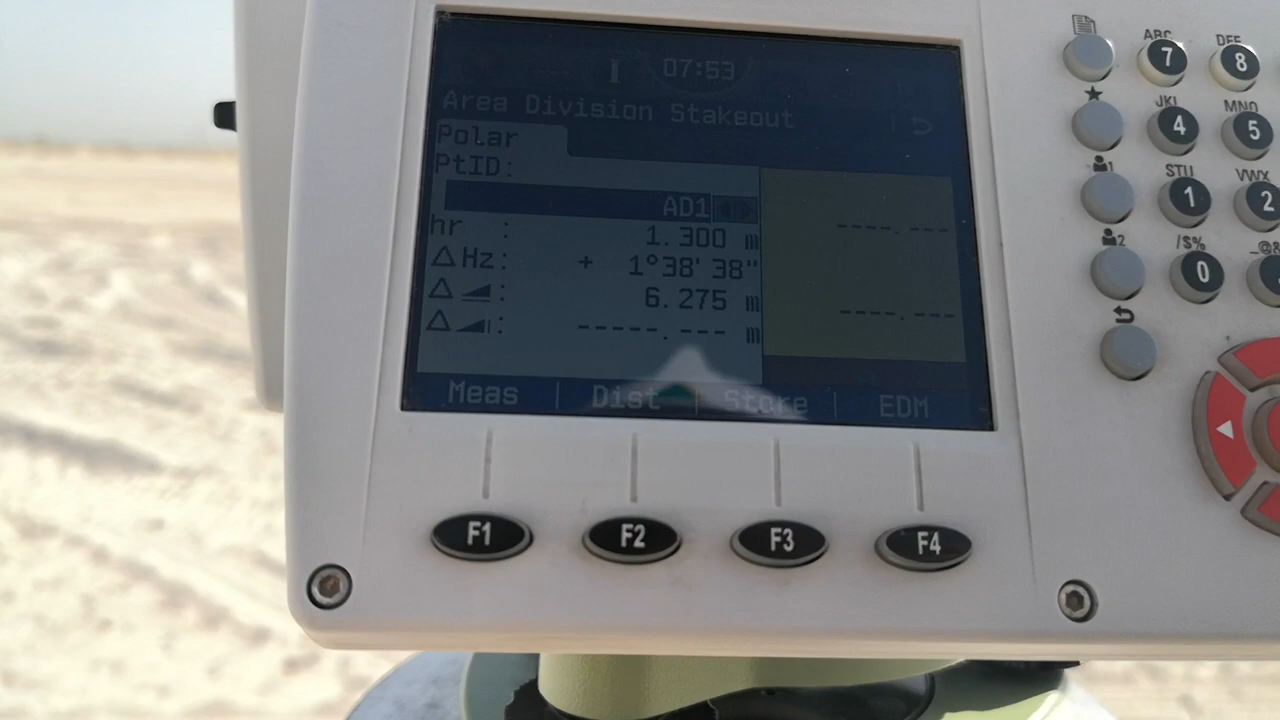 I 07:53
Area Division Stakeout
Polar
PtID:
AD1
hr : 1.300 m
ΔHz: + 1°38'38"
Δ : 6.275 m
Δ : -----.--- m
---.---
---.---
Meas | Dist | Store | EDM
F1 F2 F3 F4
ABC DEF
7 8
JKL MNO
4 5
STU VWX
1 2
1
/$% _@&
2 0